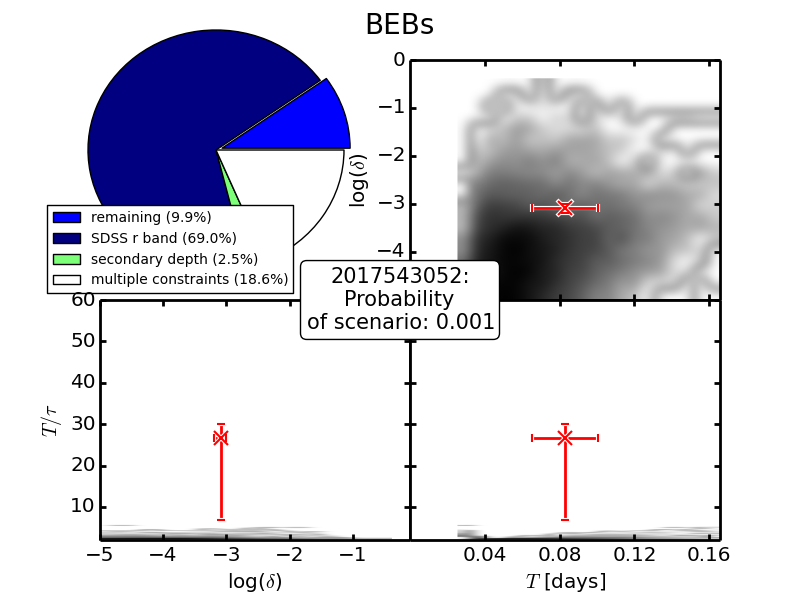 BEBs
remaining (9.9%)
SDSS r band (69.0%)
secondary depth (2.5%)
multiple constraints (18.6%)
0
−1
−2
−3
−4
log(δ)
2017543052:
Probability
of scenario: 0.001
60
50
40
30
20
10
T/τ
−5 −4 −3 −2 −1
0.04 0.08 0.12 0.16
log(δ)
T [days]